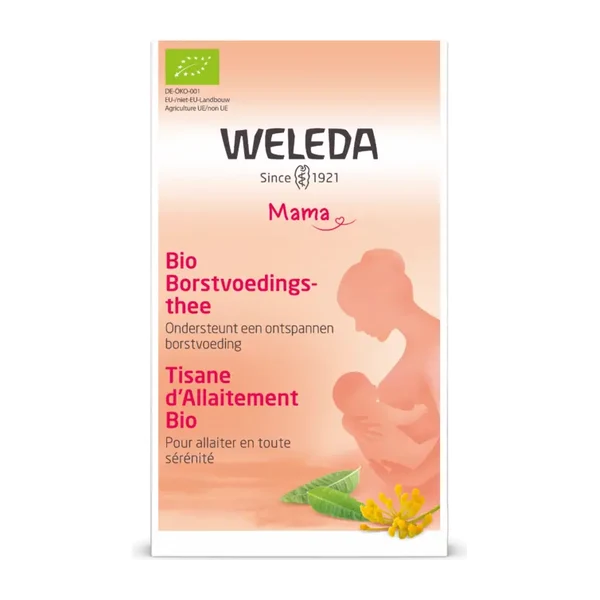 DE-ÖKO-001
EU-/niet-EU-Landbouw
Agriculture UE/non UE
WELEDA
Since 1921
Mama
Bio
Borstvoedings-
thee
Ondersteunt een ontspannen
borstvoeding
Tisane
d'Allaitement
Bio
Pour allaiter en toute
sérénité